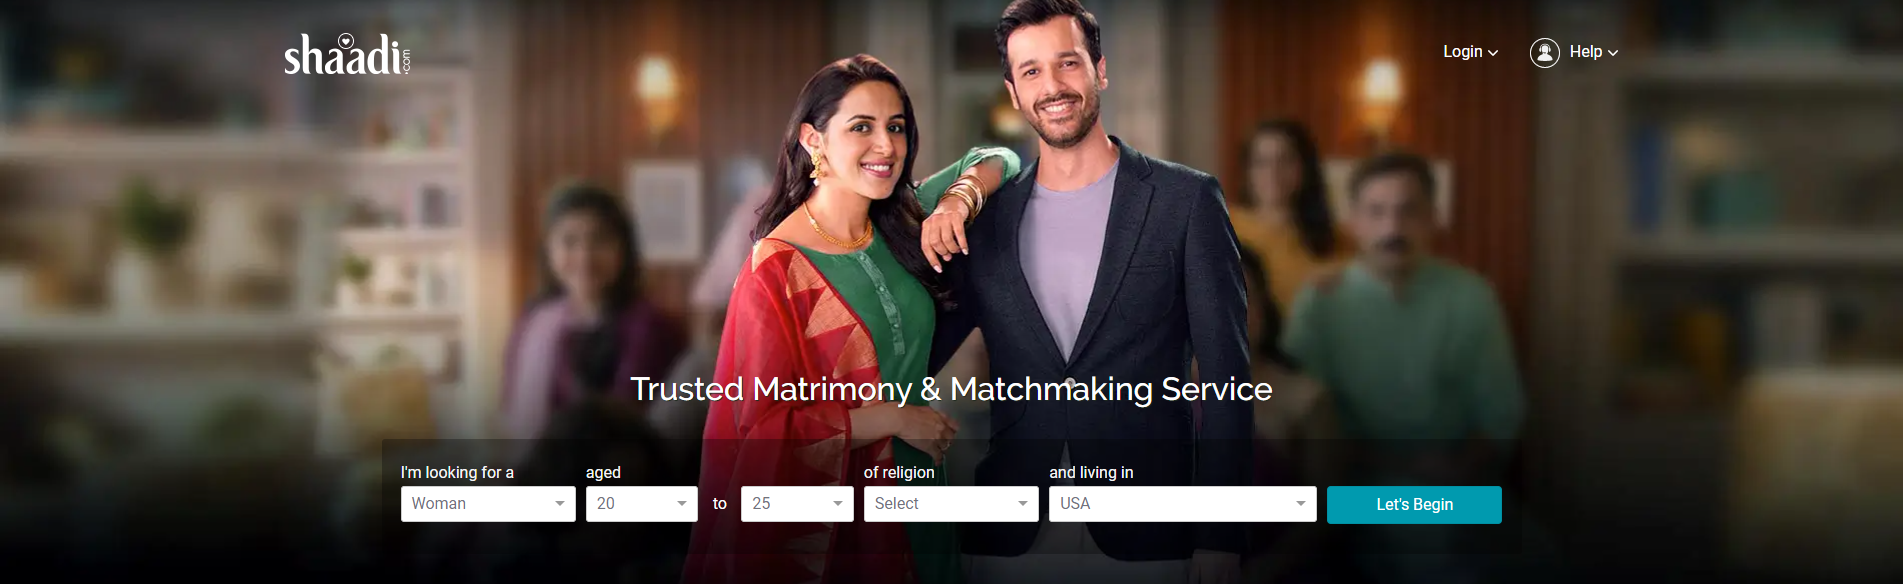 shaadi.com
Login
Help
Trusted Matrimony & Matchmaking Service
I'm looking for a
aged
of religion
and living in
Woman
20
to
25
Select
USA
Let's Begin